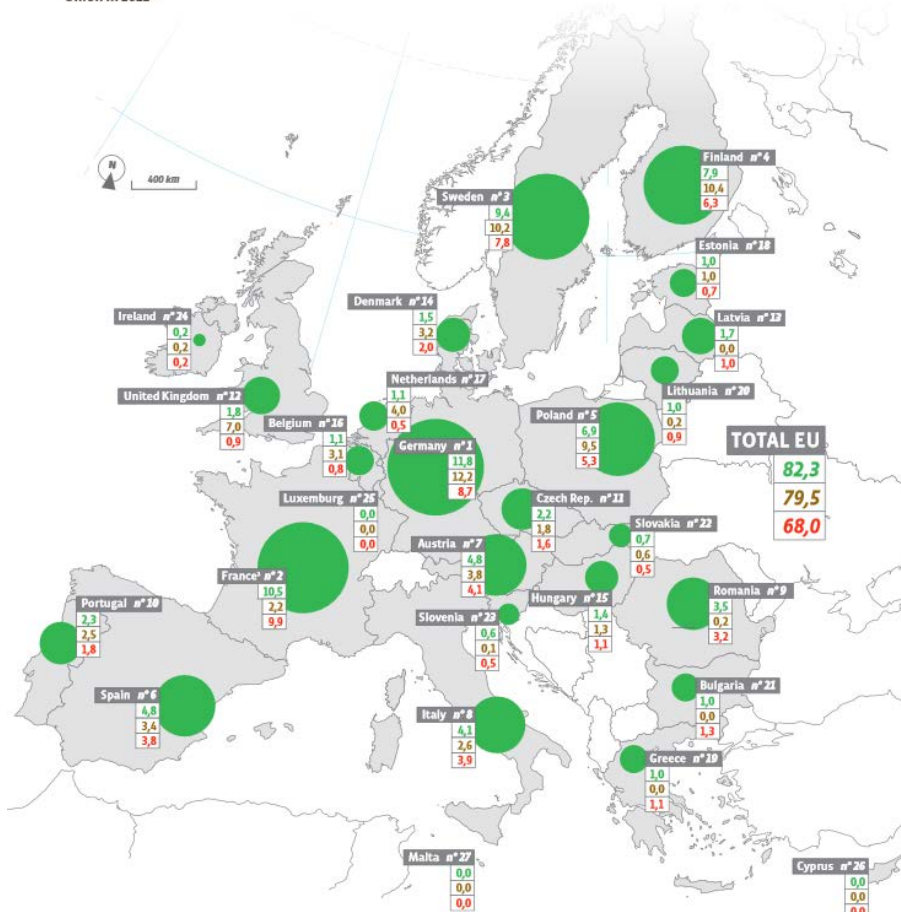 N
400 km
Finland n°4
7,9
10,4
6,3
Sweden n°3
9,4
10,2
7,8
Estonia n°18
1,0
1,0
0,7
Denmark n°14
1,5
3,2
2,0
Ireland n°24
0,2
0,2
0,2
Latvia n°13
1,7
0,0
1,0
Netherlands n°17
1,1
4,0
0,5
Lithuania n°20
1,0
0,2
0,9
United Kingdom n°12
1,8
7,0
0,9
Poland n°5
6,9
9,5
5,3
Belgium n°16
1,1
3,1
0,8
Germany n°1
11,8
12,2
8,7
TOTAL EU
82,3
79,5
68,0
Luxemburg n°25
0,0
0,0
0,0
Czech Rep. n°11
2,2
1,8
1,6
Slovakia n°22
0,7
0,6
0,5
Austria n°7
4,8
3,8
4,1
France¹ n°2
10,5
2,2
9,9
Romania n°9
3,5
0,2
3,2
Hungary n°15
1,4
1,3
1,1
Portugal n°10
2,3
2,5
1,8
Slovenia n°23
0,6
0,1
0,5
Bulgaria n°21
1,0
0,0
1,3
Spain n°6
4,8
3,4
3,8
Italy n°8
4,1
2,6
3,9
Greece n°19
1,0
0,0
1,1
Malta n°27
0,0
0,0
0,0
Cyprus n°26
0,0
0,0
0,0